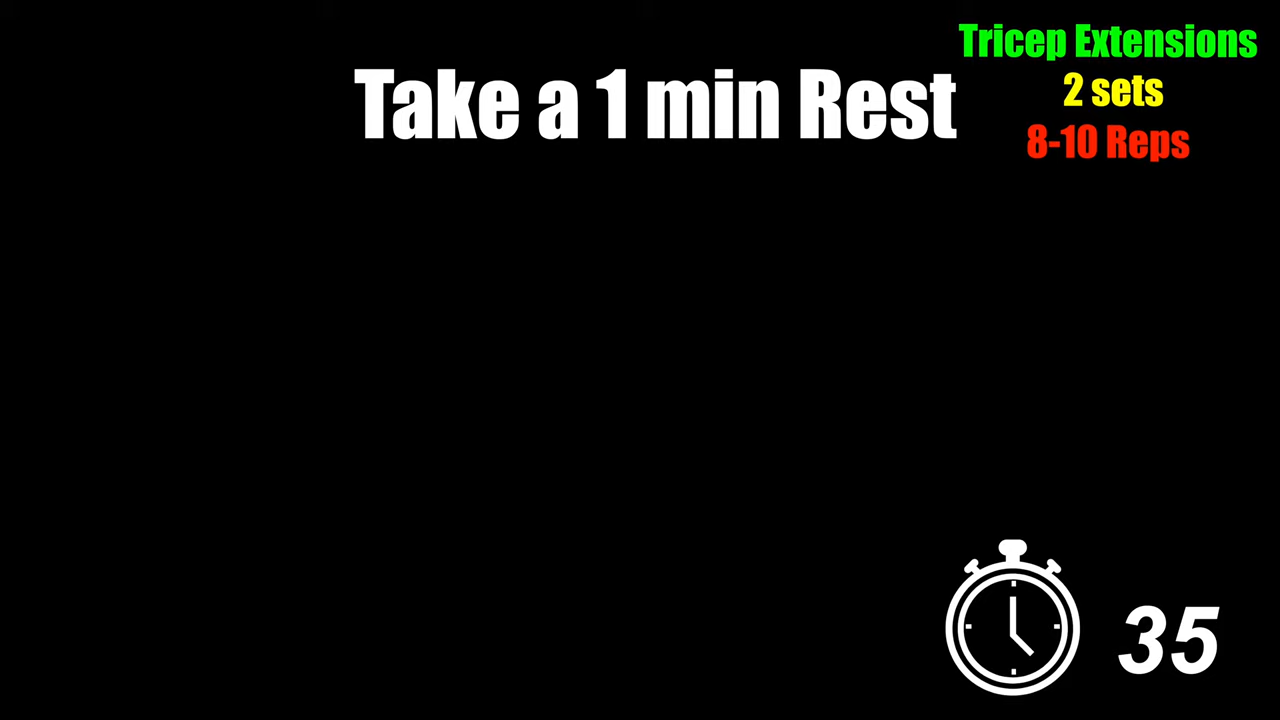 Tricep Extensions
Take a 1 min Rest
2 sets
8-10 Reps
35